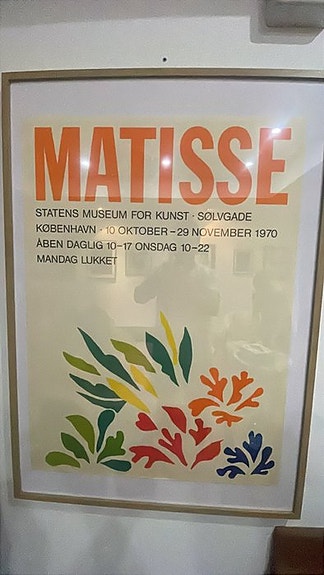 MATISSE
STATENS MUSEUM FOR KUNST · SØLVGADE
KØBENHAVN · 10 OKTOBER – 29 NOVEMBER 1970
ÅBEN DAGLIG 10–17 ONSDAG 10–22
MANDAG LUKKET